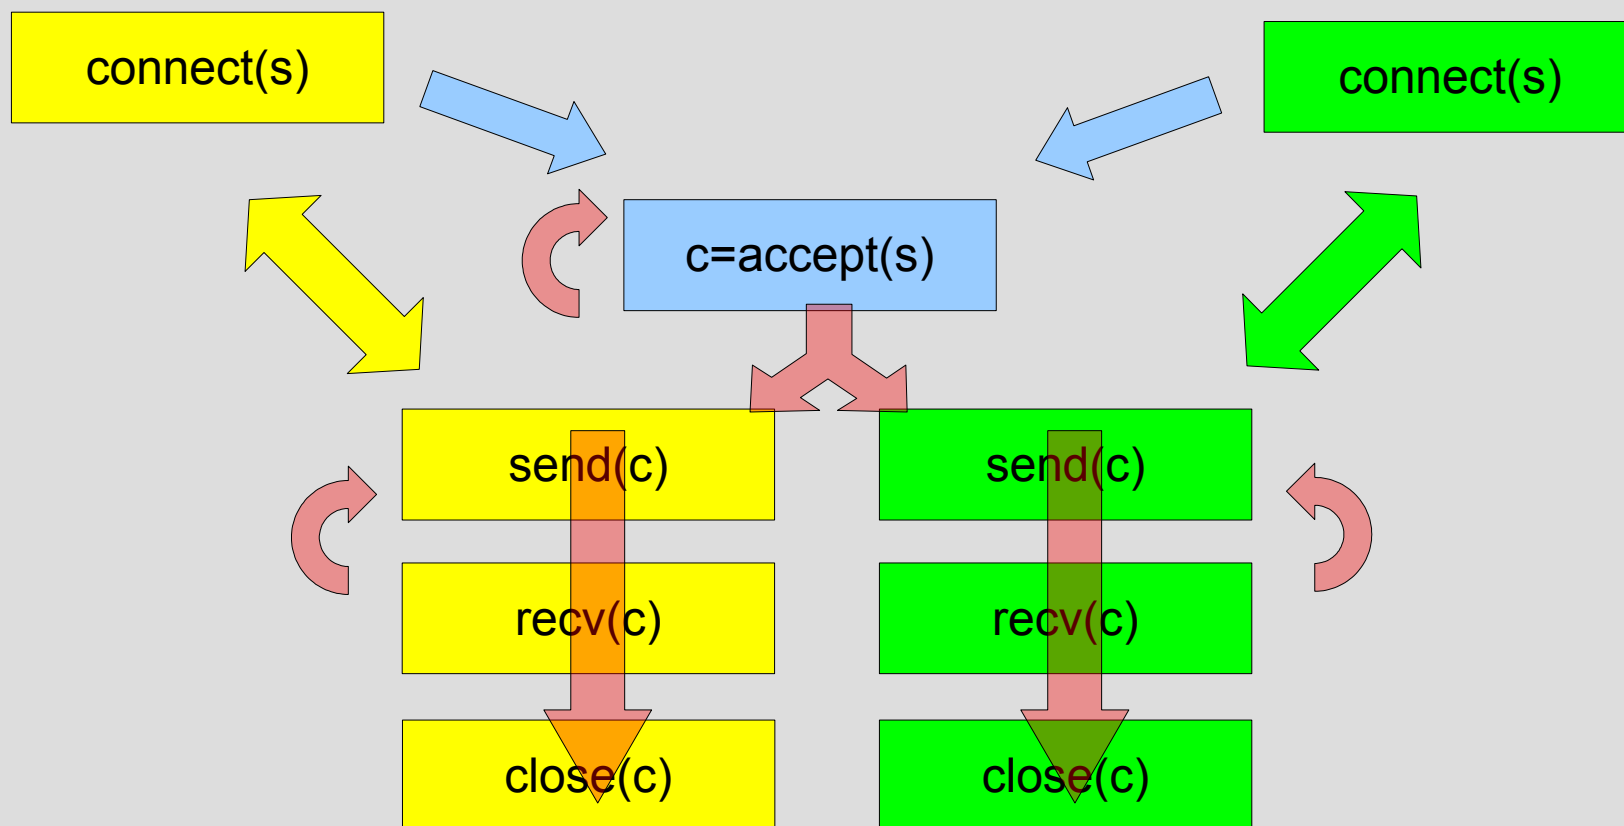 connect(s)
connect(s)
c=accept(s)
send(c)
send(c)
recv(c)
recv(c)
close(c)
close(c)